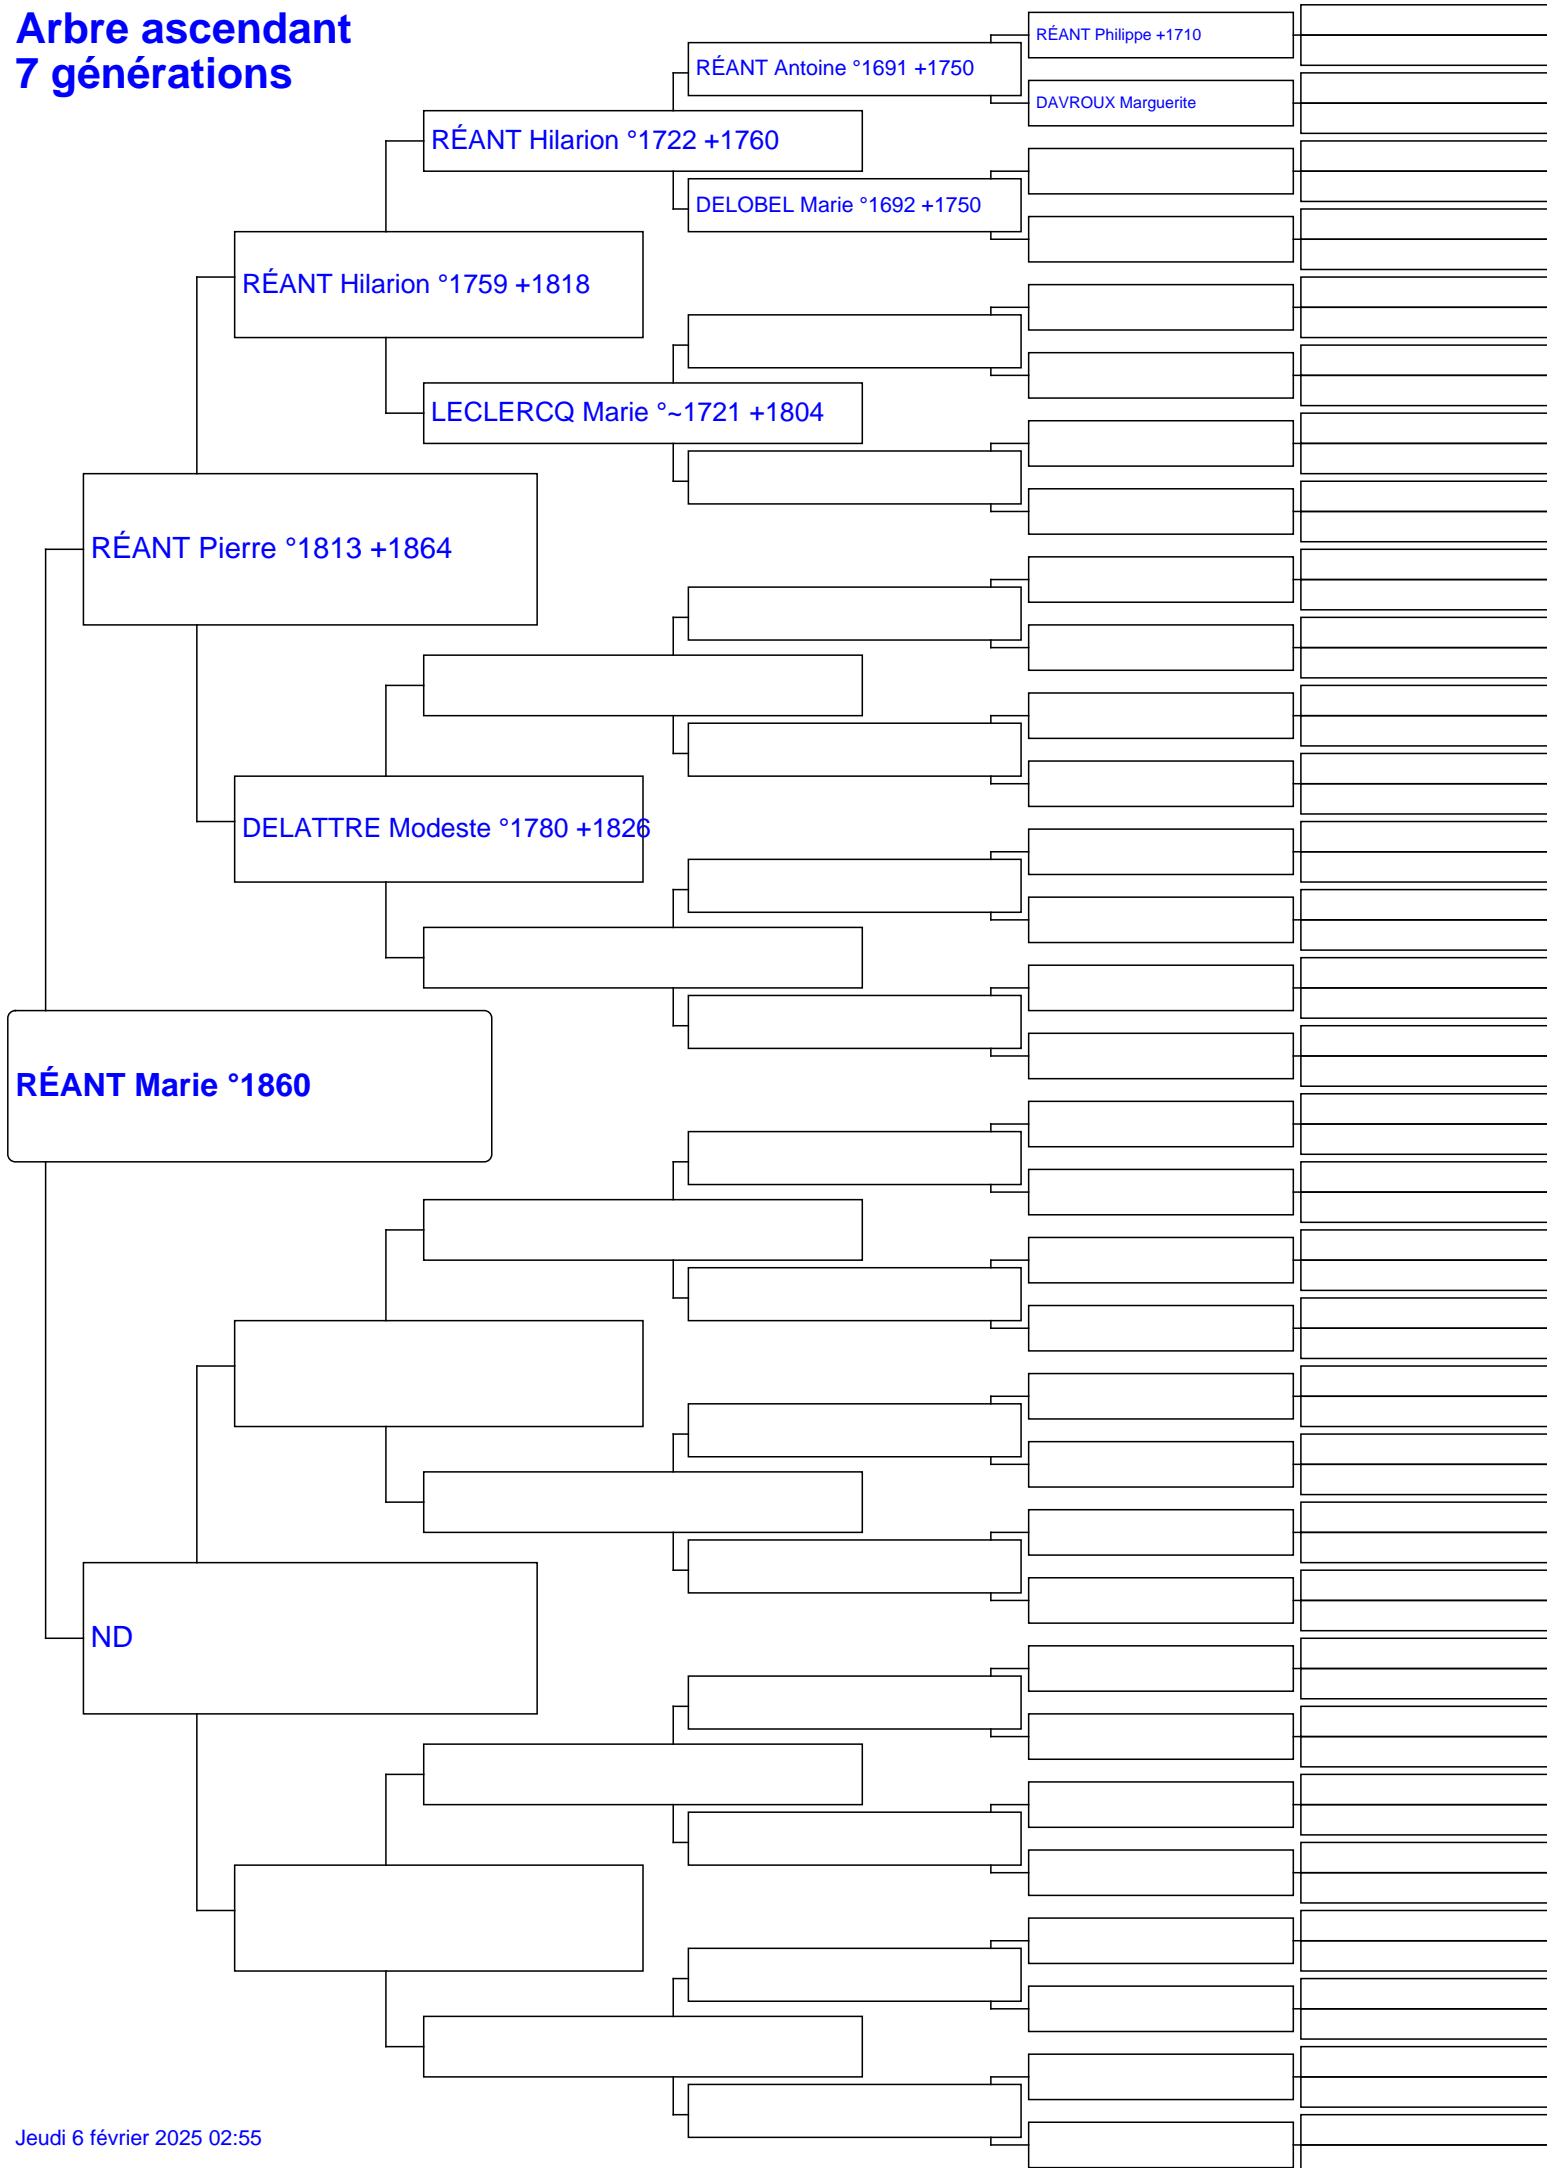 Arbre ascendant
7 générations
RÉANT Philippe +1710
RÉANT Antoine °1691 +1750
DAVROUX Marguerite
RÉANT Hilarion °1722 +1760
DELOBEL Marie °1692 +1750
RÉANT Hilarion °1759 +1818
LECLERCQ Marie °~1721 +1804
RÉANT Pierre °1813 +1864
DELATTRE Modeste °1780 +1826
RÉANT Marie °1860
ND
Jeudi 6 février 2025 02:55